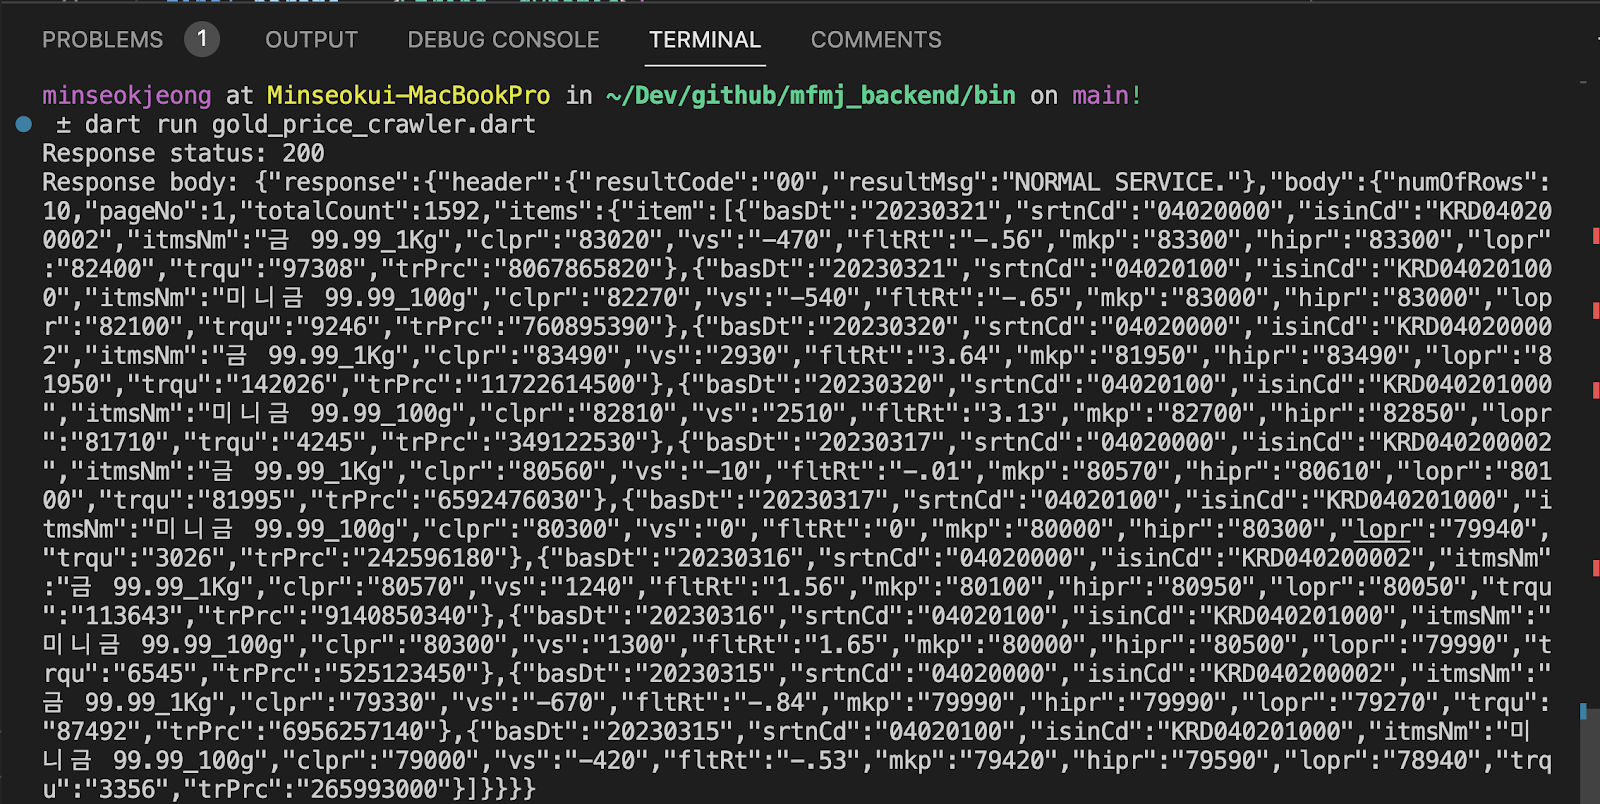 PROBLEMS 1 OUTPUT DEBUG CONSOLE TERMINAL COMMENTS
minseokjeong at Minseokui-MacBookPro in ~/Dev/github/mfmj_backend/bin on main!
± dart run gold_price_crawler.dart
Response status: 200
Response body: {"response":{"header":{"resultCode":"00","resultMsg":"NORMAL SERVICE."},"body":{"numOfRows":
10,"pageNo":1,"totalCount":1592,"items":{"item":[{"basDt":"20230321","srtnCd":"04020000","isinCd":"KRD04020
0002","itmsNm":"금 99.99_1Kg","clpr":"83020","vs":"-470","fltRt":"-.56","mkp":"83300","hipr":"83300","lopr"
:"82400","trqu":"97308","trPrc":"8067865820"},{"basDt":"20230321","srtnCd":"04020100","isinCd":"KRD04020100
0","itmsNm":"미니금 99.99_100g","clpr":"82270","vs":"-540","fltRt":"-.65","mkp":"83000","hipr":"83000","lop
r":"82100","trqu":"9246","trPrc":"760895390"},{"basDt":"20230320","srtnCd":"04020000","isinCd":"KRD04020000
2","itmsNm":"금 99.99_1Kg","clpr":"83490","vs":"2930","fltRt":"3.64","mkp":"81950","hipr":"83490","lopr":"8
1950","trqu":"142026","trPrc":"11722614500"},{"basDt":"20230320","srtnCd":"04020100","isinCd":"KRD040201000
","itmsNm":"미니금 99.99_100g","clpr":"82810","vs":"2510","fltRt":"3.13","mkp":"82700","hipr":"82850","lopr
":"81710","trqu":"4245","trPrc":"349122530"},{"basDt":"20230317","srtnCd":"04020000","isinCd":"KRD040200002
","itmsNm":"금 99.99_1Kg","clpr":"80560","vs":"-10","fltRt":"-.01","mkp":"80570","hipr":"80610","lopr":"801
00","trqu":"81995","trPrc":"6592476030"},{"basDt":"20230317","srtnCd":"04020100","isinCd":"KRD040201000","i
tmsNm":"미니금 99.99_100g","clpr":"80300","vs":"0","fltRt":"0","mkp":"80000","hipr":"80300","lopr":"79940",
"trqu":"3026","trPrc":"242596180"},{"basDt":"20230316","srtnCd":"04020000","isinCd":"KRD040200002","itmsNm"
:"금 99.99_1Kg","clpr":"80570","vs":"1240","fltRt":"1.56","mkp":"80100","hipr":"80950","lopr":"80050","trqu
":"113643","trPrc":"9140850340"},{"basDt":"20230316","srtnCd":"04020100","isinCd":"KRD040201000","itmsNm":"
미니금 99.99_100g","clpr":"80300","vs":"1300","fltRt":"1.65","mkp":"80000","hipr":"80500","lopr":"79990","t
rqu":"6545","trPrc":"525123450"},{"basDt":"20230315","srtnCd":"04020000","isinCd":"KRD040200002","itmsNm":"
금 99.99_1Kg","clpr":"79330","vs":"-670","fltRt":"-.84","mkp":"79990","hipr":"79990","lopr":"79270","trqu":
"87492","trPrc":"6956257140"},{"basDt":"20230315","srtnCd":"04020100","isinCd":"KRD040201000","itmsNm":"미
니금 99.99_100g","clpr":"79000","vs":"-420","fltRt":"-.53","mkp":"79420","hipr":"79590","lopr":"78940","trq
u":"3356","trPrc":"265993000"}]}}}}